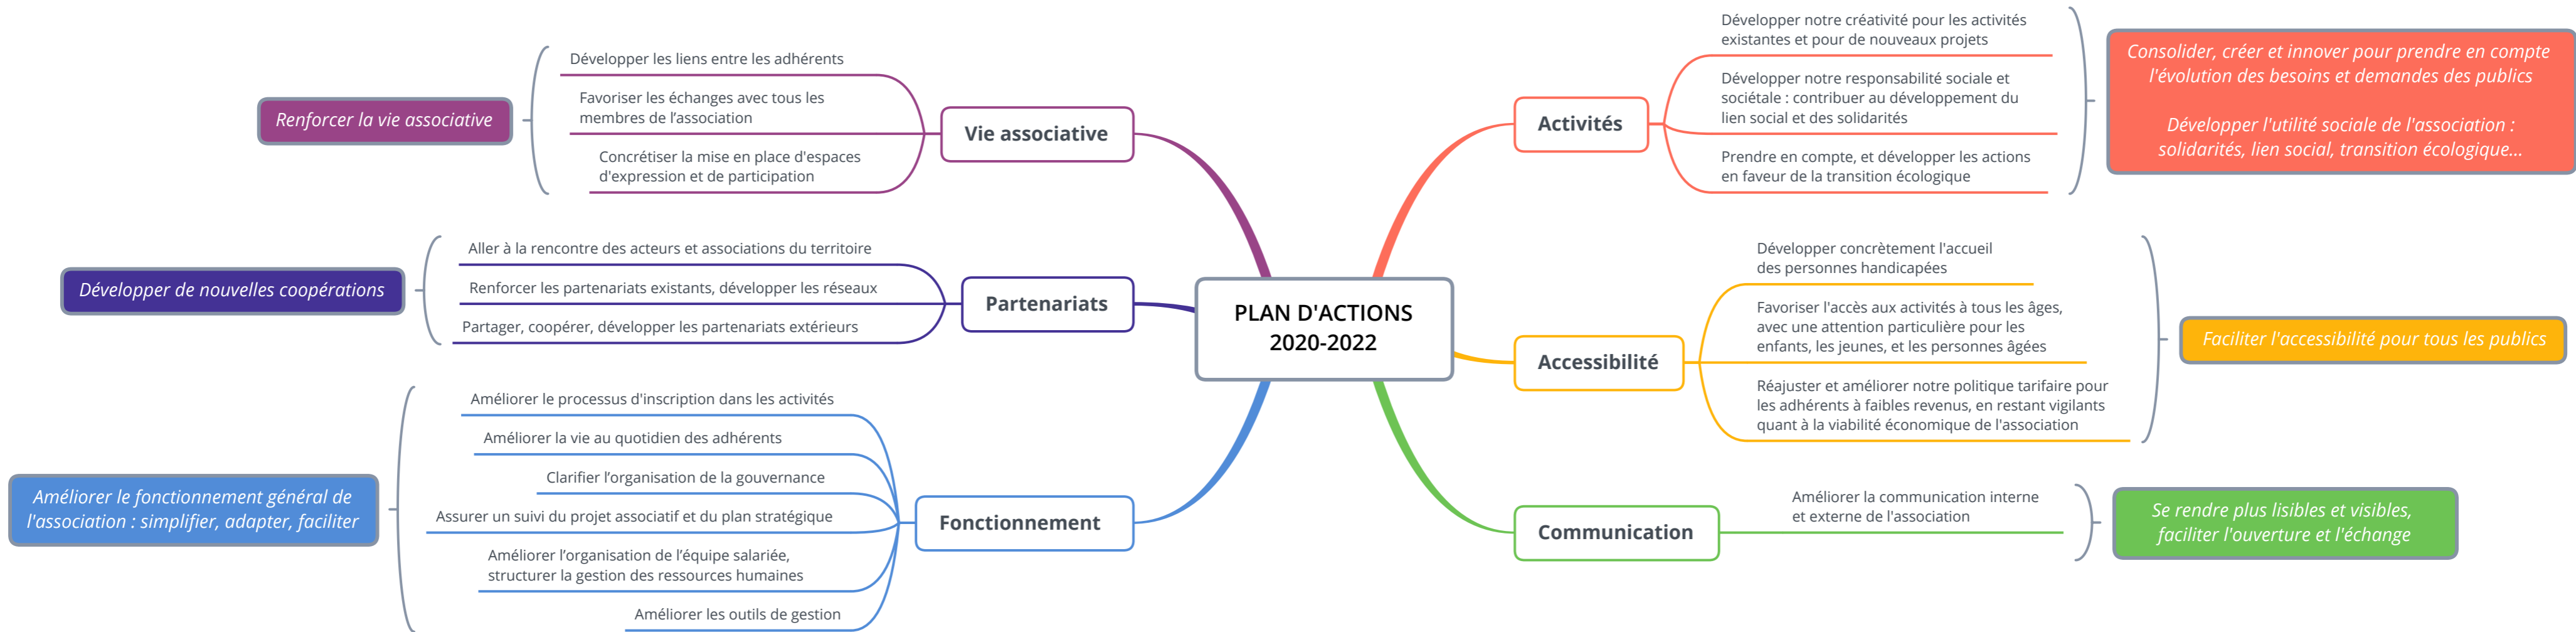 PLAN D'ACTIONS
2020-2022
Vie associative
Développer les liens entre les adhérents
Favoriser les échanges avec tous les
membres de l’association
Concrétiser la mise en place d'espaces
d'expression et de participation
Renforcer la vie associative
Partenariats
Aller à la rencontre des acteurs et associations du territoire
Renforcer les partenariats existants, développer les réseaux
Partager, coopérer, développer les partenariats extérieurs
Développer de nouvelles coopérations
Fonctionnement
Améliorer le processus d'inscription dans les activités
Améliorer la vie au quotidien des adhérents
Clarifier l’organisation de la gouvernance
Assurer un suivi du projet associatif et du plan stratégique
Améliorer l’organisation de l’équipe salariée,
structurer la gestion des ressources humaines
Améliorer les outils de gestion
Améliorer le fonctionnement général de
l'association : simplifier, adapter, faciliter
Activités
Développer notre créativité pour les activités
existantes et pour de nouveaux projets
Développer notre responsabilité sociale et
sociétale : contribuer au développement du
lien social et des solidarités
Prendre en compte, et développer les actions
en faveur de la transition écologique
Consolider, créer et innover pour prendre en compte
l'évolution des besoins et demandes des publics
Développer l'utilité sociale de l'association :
solidarités, lien social, transition écologique...
Accessibilité
Développer concrètement l'accueil
des personnes handicapées
Favoriser l'accès aux activités à tous les âges,
avec une attention particulière pour les
enfants, les jeunes, et les personnes âgées
Réajuster et améliorer notre politique tarifaire pour
les adhérents à faibles revenus, en restant vigilants
quant à la viabilité économique de l'association
Faciliter l'accessibilité pour tous les publics
Communication
Améliorer la communication interne
et externe de l'association
Se rendre plus lisibles et visibles,
faciliter l'ouverture et l'échange